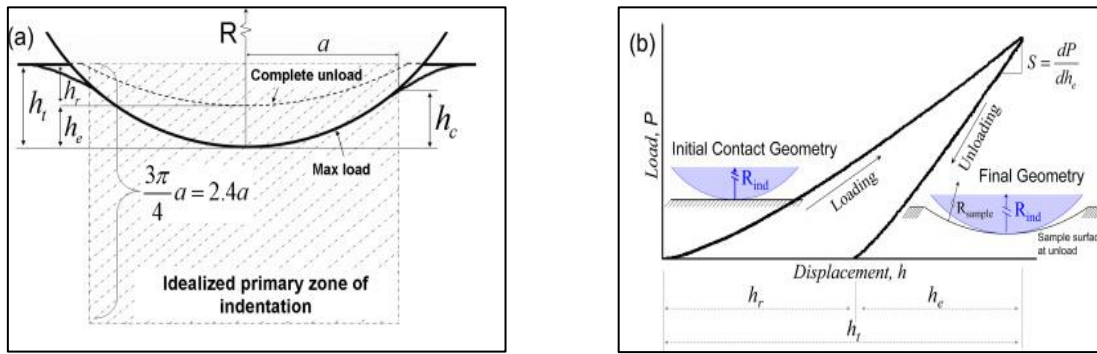 (a)
R
a
Complete unload
h_r
h_t
h_e
h_c
Max load
3π/4 a = 2.4a
Idealized primary zone of
indentation
(b)
S = dP/dh_e
Load, P
Initial Contact Geometry
R_ind
Loading
Unloading
Final Geometry
R_sample
R_ind
Sample surface
at unload
Displacement, h
h_r
h_e
h_t